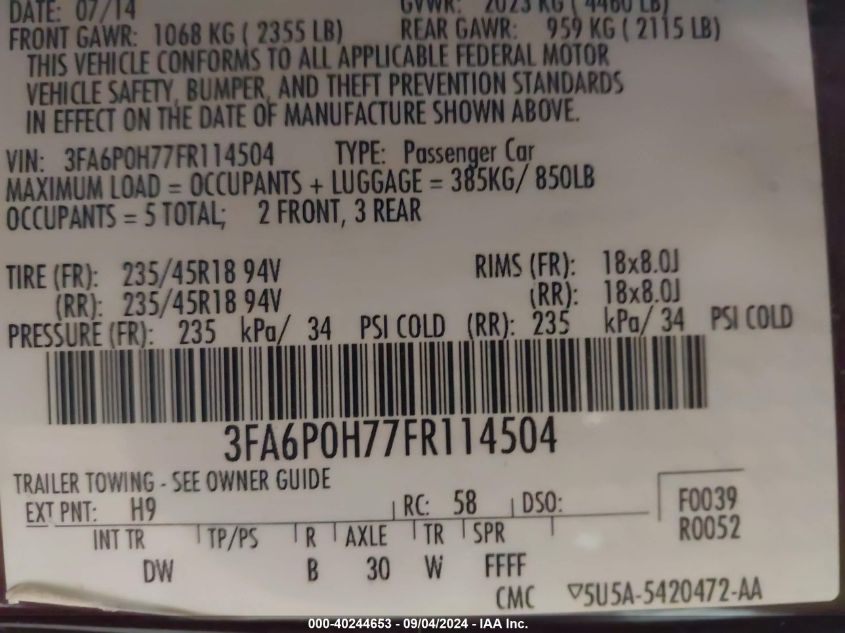 DATE: 07/14 GVWR: 2023 KG ( 4460 LB)
FRONT GAWR: 1068 KG ( 2355 LB) REAR GAWR: 959 KG ( 2115 LB)
THIS VEHICLE CONFORMS TO ALL APPLICABLE FEDERAL MOTOR
VEHICLE SAFETY, BUMPER, AND THEFT PREVENTION STANDARDS
IN EFFECT ON THE DATE OF MANUFACTURE SHOWN ABOVE.
VIN: 3FA6P0H77FR114504 TYPE: Passenger Car
MAXIMUM LOAD = OCCUPANTS + LUGGAGE = 385KG/ 850LB
OCCUPANTS = 5 TOTAL; 2 FRONT, 3 REAR
TIRE (FR): 235/45R18 94V RIMS (FR): 18x8.0J
(RR): 235/45R18 94V (RR): 18x8.0J
PRESSURE (FR): 235 kPa/ 34 PSI COLD (RR): 235 kPa/ 34 PSI COLD
3FA6P0H77FR114504
TRAILER TOWING - SEE OWNER GUIDE
EXT PNT: H9 RC: 58 DSO: F0039
R0052
INT TR TP/PS R AXLE TR SPR
DW B 30 W FFFF
CMC ▽5U5A-5420472-AA
000-40244653 - 09/04/2024 - IAA Inc.